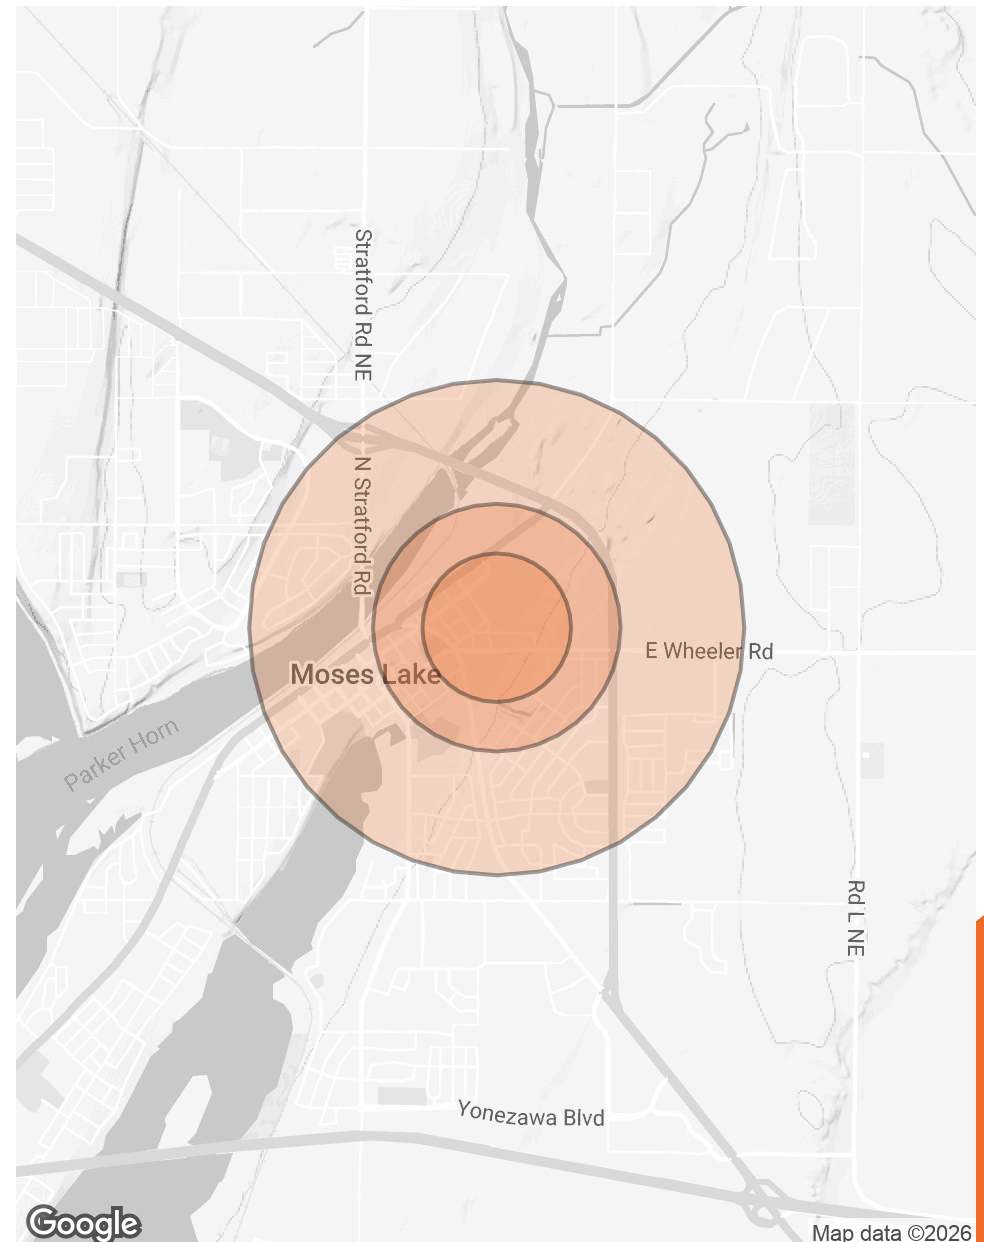 Stratford Rd NE
N Stratford Rd
E Wheeler Rd
Moses Lake
Parker Horn
Rd L NE
Yonezawa Blvd
Google
Map data ©2026